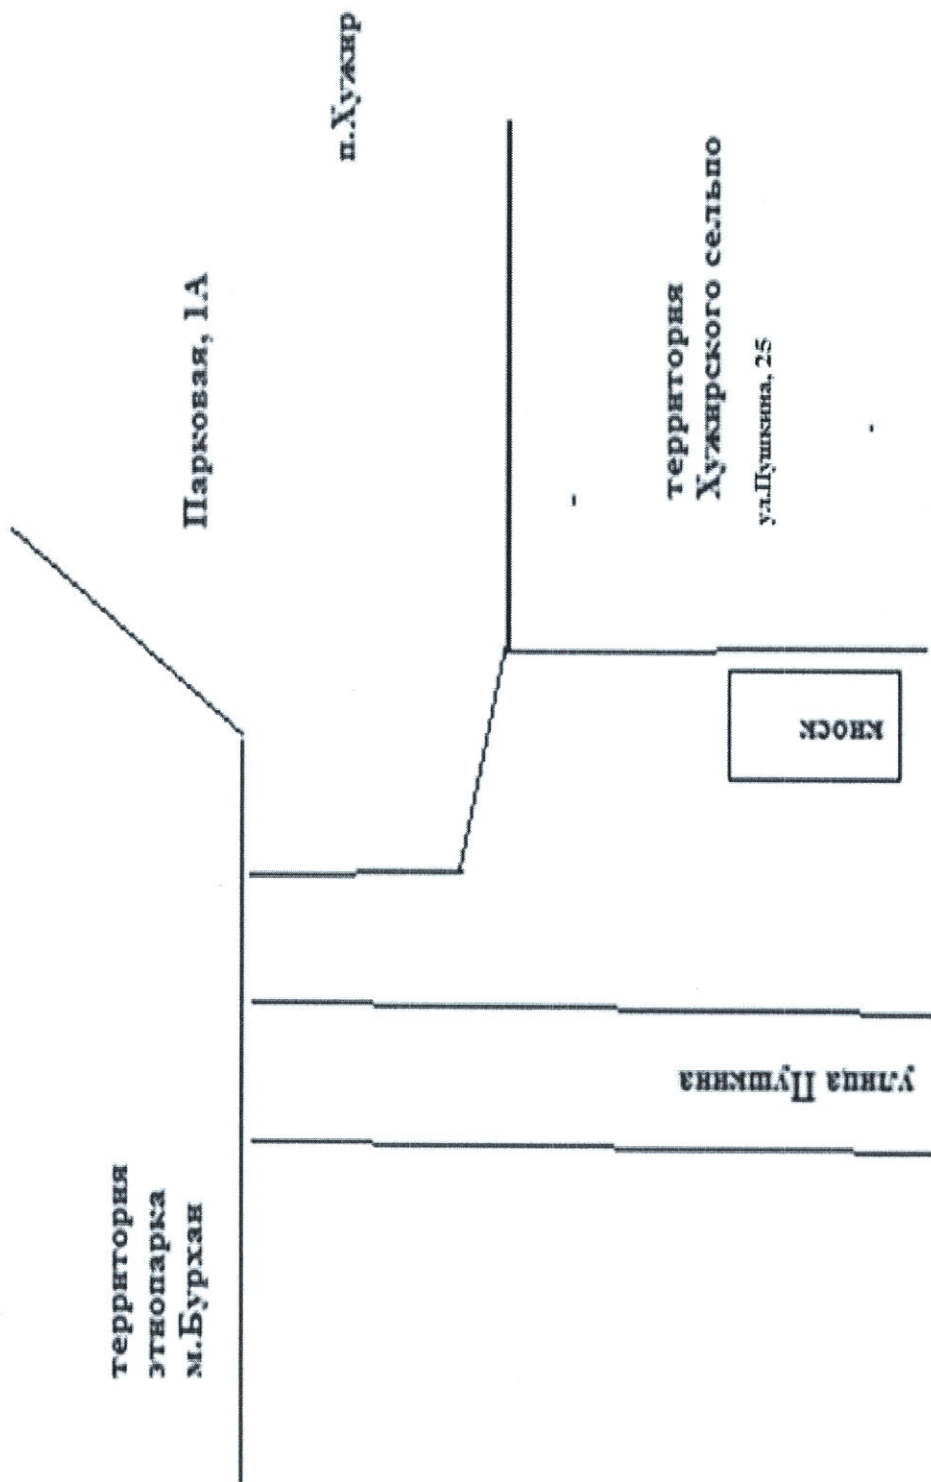 п.Хужир
Парковая, 1А
территория
этнопарка
м.Бурхан
территория
Хужирского сельпо
ул.Пушкина, 25
киоск
улица Пушкина